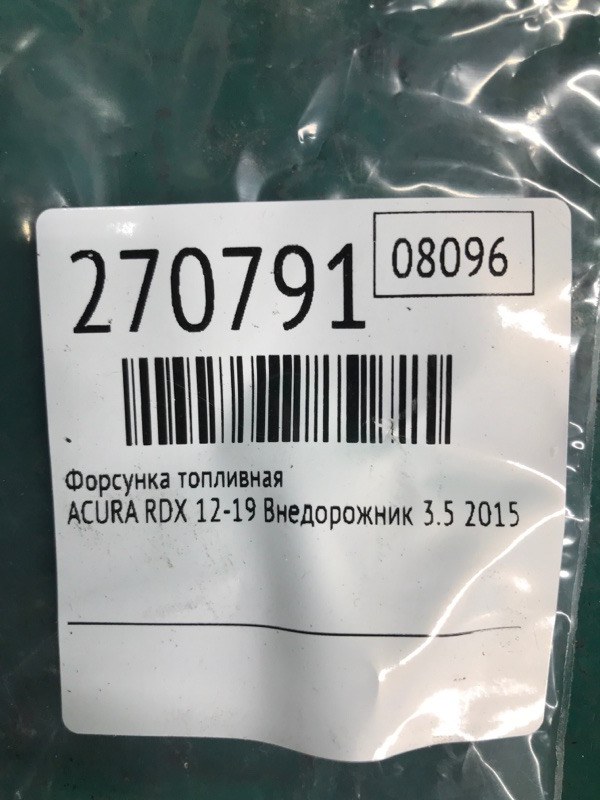 270791
08096
Форсунка топливная
ACURA RDX 12-19 Внедорожник 3.5 2015